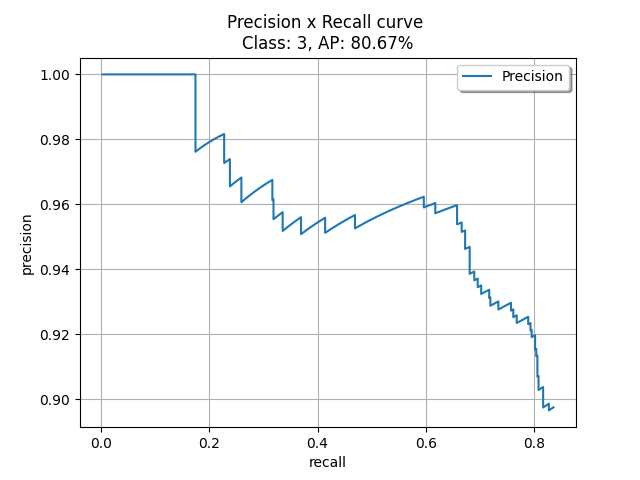 Precision x Recall curve
Class: 3, AP: 80.67%
Precision
1.00
0.98
0.96
0.94
0.92
0.90
precision
0.0 0.2 0.4 0.6 0.8
recall